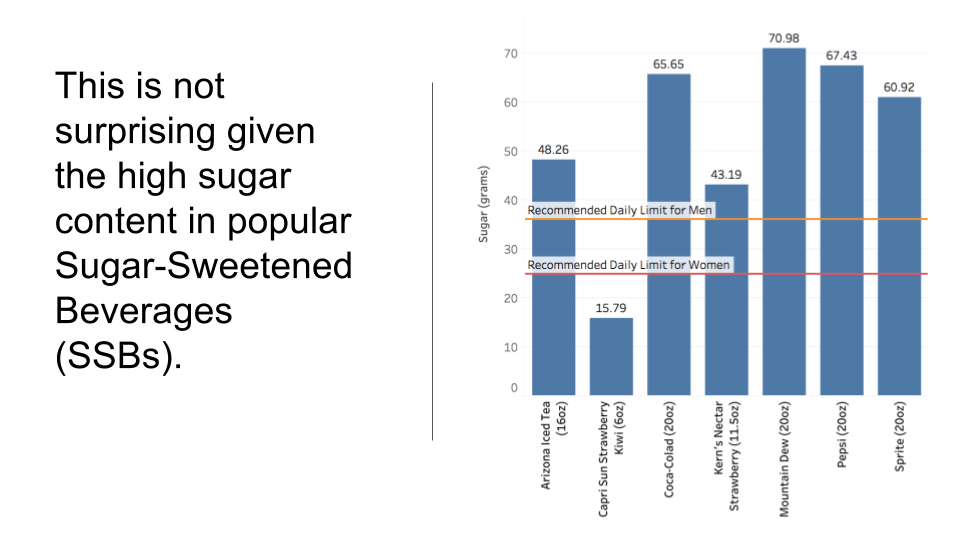 This is not
surprising given
the high sugar
content in popular
Sugar-Sweetened
Beverages
(SSBs).
70.98
67.43
65.65
60.92
48.26
43.19
15.79
Recommended Daily Limit for Men
Recommended Daily Limit for Women
Sugar (grams)
70
60
50
40
30
20
10
0
Arizona Iced Tea
(16oz)
Capri Sun Strawberry
Kiwi (6oz)
Coca-Colad (20oz)
Kern's Nectar
Strawberry (11.5oz)
Mountain Dew (20oz)
Pepsi (20oz)
Sprite (20oz)